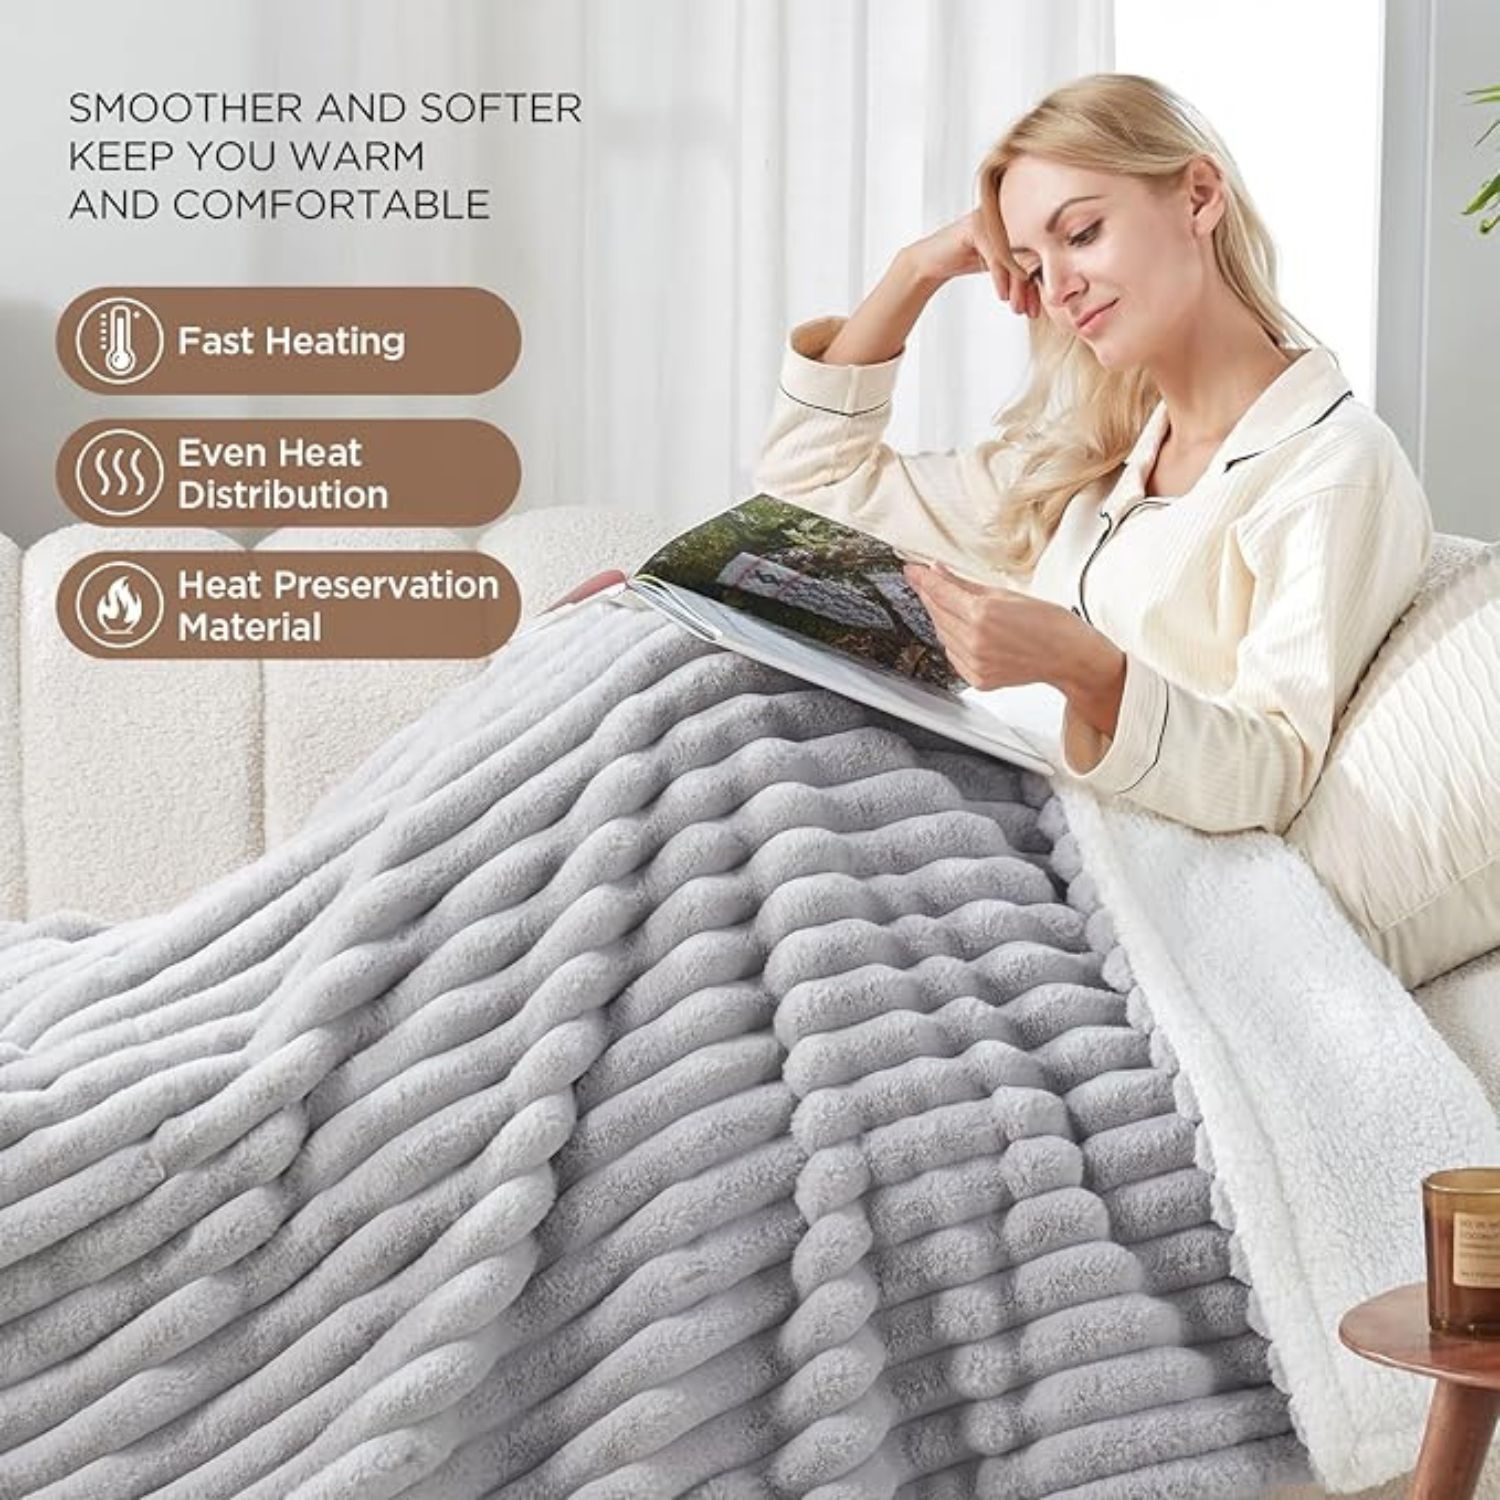 SMOOTHER AND SOFTER
KEEP YOU WARM
AND COMFORTABLE
Fast Heating
Even Heat
Distribution
Heat Preservation
Material